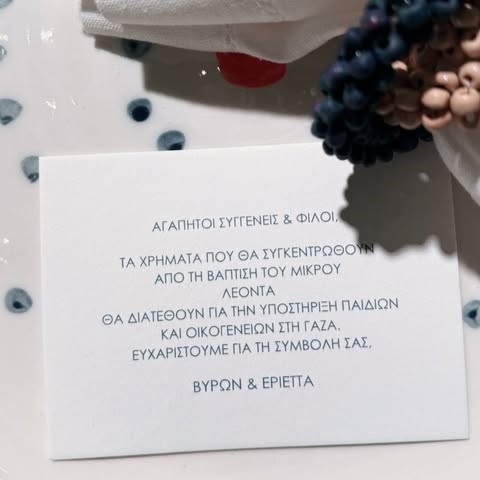 ΑΓΑΠΗΤΟΙ ΣΥΓΓΕΝΕΙΣ & ΦΙΛΟΙ,
ΤΑ ΧΡΗΜΑΤΑ ΠΟΥ ΘΑ ΣΥΓΚΕΝΤΡΩΘΟΥΝ
ΑΠΟ ΤΗ ΒΑΠΤΙΣΗ ΤΟΥ ΜΙΚΡΟΥ
ΛΕΟΝΤΑ
ΘΑ ΔΙΑΤΕΘΟΥΝ ΓΙΑ ΤΗΝ ΥΠΟΣΤΗΡΙΞΗ ΠΑΙΔΙΩΝ
ΚΑΙ ΟΙΚΟΓΕΝΕΙΩΝ ΣΤΗ ΓΑΖΑ.
ΕΥΧΑΡΙΣΤΟΥΜΕ ΓΙΑ ΤΗ ΣΥΜΒΟΛΗ ΣΑΣ,
ΒΥΡΩΝ & ΕΡΙΕΤΤΑ